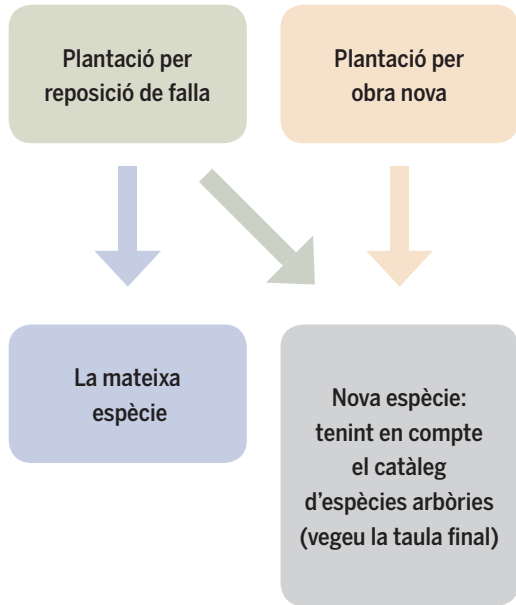 Plantació per
reposició de falla
Plantació per
obra nova
La mateixa
espècie
Nova espècie:
tenint en compte
el catàleg
d'espècies arbòries
(vegeu la taula final)